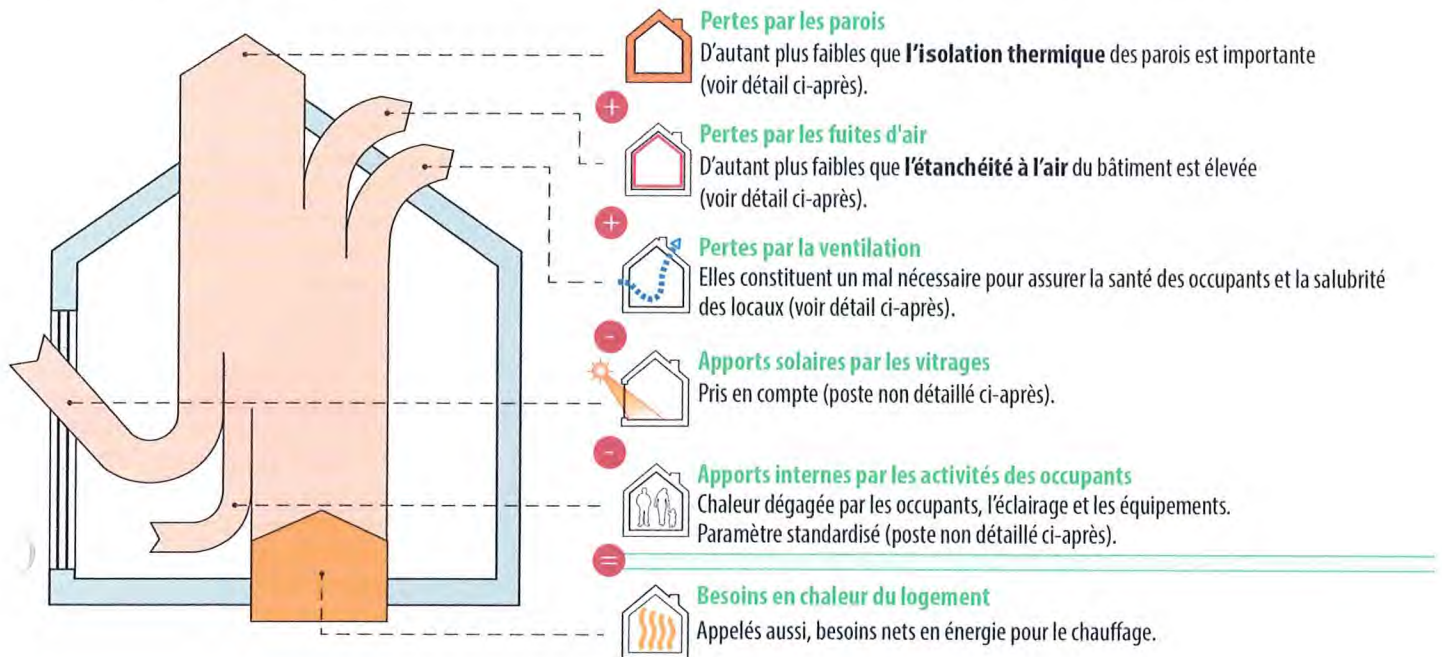 Pertes par les parois
D'autant plus faibles que l'isolation thermique des parois est importante
(voir détail ci-après).
+
Pertes par les fuites d'air
D'autant plus faibles que l'étanchéité à l'air du bâtiment est élevée
(voir détail ci-après).
+
Pertes par la ventilation
Elles constituent un mal nécessaire pour assurer la santé des occupants et la salubrité
des locaux (voir détail ci-après).
-
Apports solaires par les vitrages
Pris en compte (poste non détaillé ci-après).
-
Apports internes par les activités des occupants
Chaleur dégagée par les occupants, l'éclairage et les équipements.
Paramètre standardisé (poste non détaillé ci-après).
=
Besoins en chaleur du logement
Appelés aussi, besoins nets en énergie pour le chauffage.